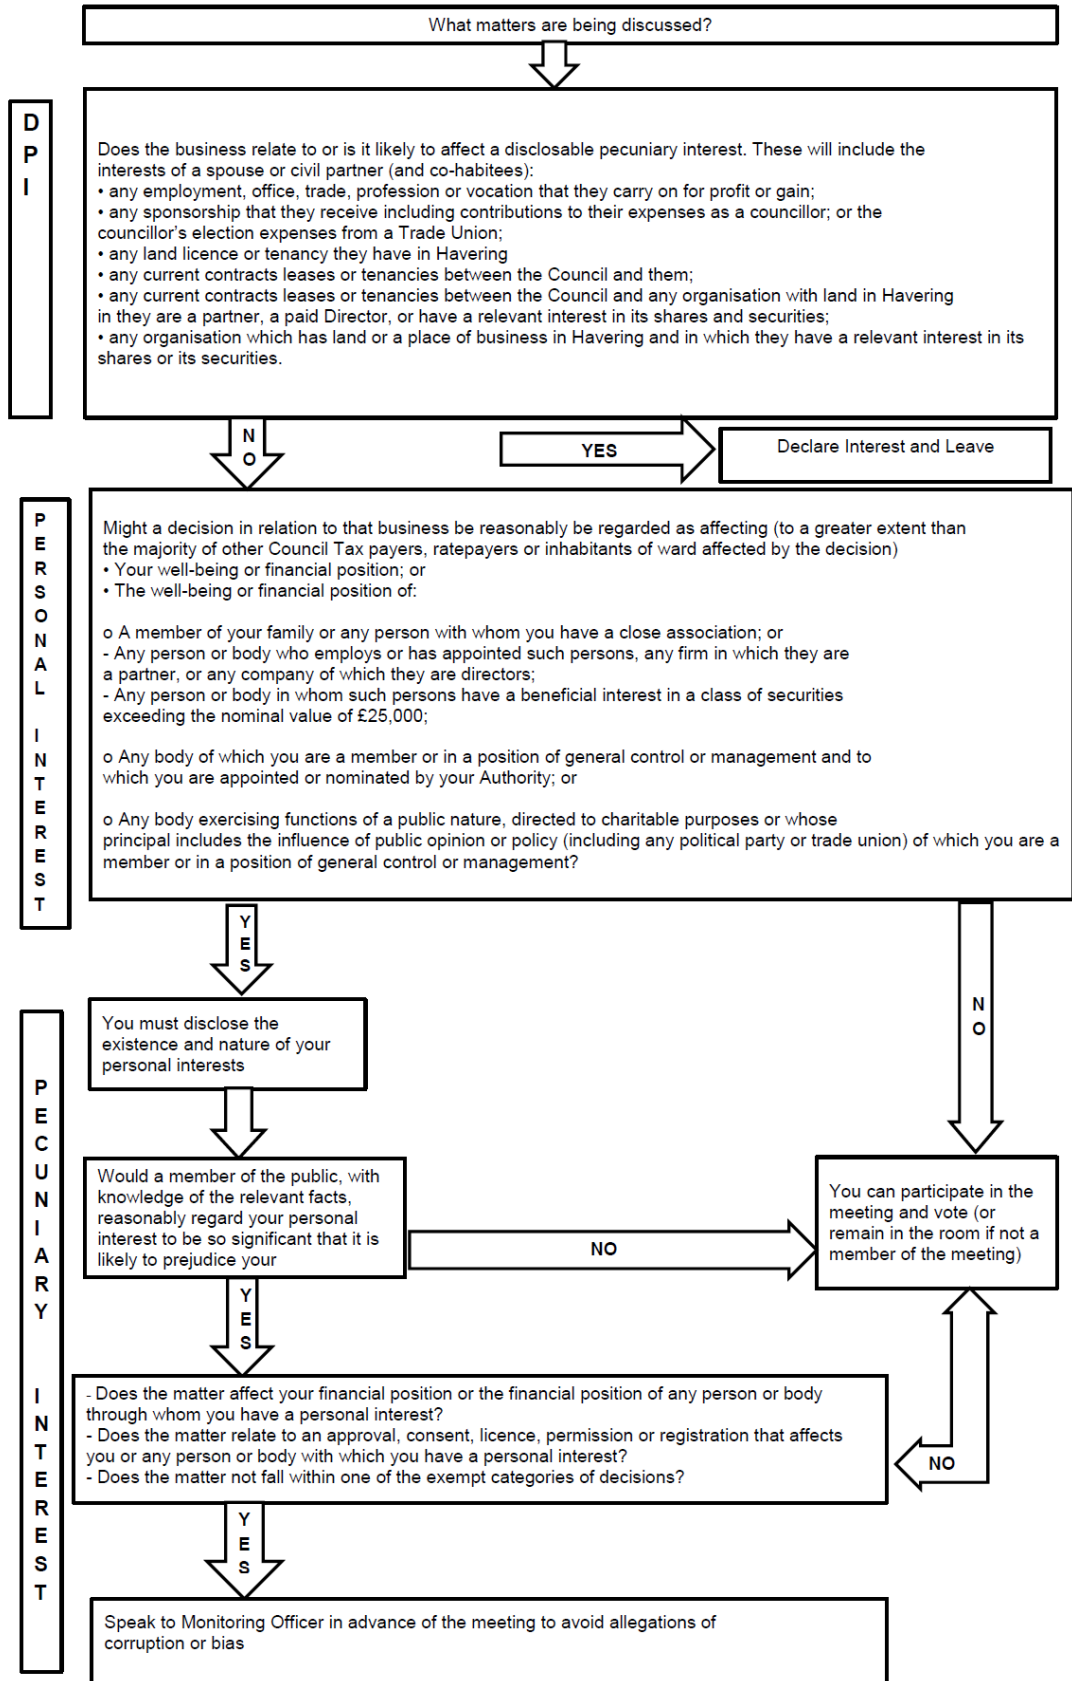 What matters are being discussed?
D
P
I
Does the business relate to or is it likely to affect a disclosable pecuniary interest. These will include the
interests of a spouse or civil partner (and co-habitees):
• any employment, office, trade, profession or vocation that they carry on for profit or gain;
• any sponsorship that they receive including contributions to their expenses as a councillor; or the
councillor's election expenses from a Trade Union;
• any land licence or tenancy they have in Havering
• any current contracts leases or tenancies between the Council and them;
• any current contracts leases or tenancies between the Council and any organisation with land in Havering
in they are a partner, a paid Director, or have a relevant interest in its shares and securities;
• any organisation which has land or a place of business in Havering and in which they have a relevant interest in its
shares or its securities.
N
O
YES
Declare Interest and Leave
P
E
R
S
O
N
A
L
I
N
T
E
R
E
S
T
Might a decision in relation to that business be reasonably be regarded as affecting (to a greater extent than
the majority of other Council Tax payers, ratepayers or inhabitants of ward affected by the decision)
• Your well-being or financial position; or
• The well-being or financial position of:
o A member of your family or any person with whom you have a close association; or
- Any person or body who employs or has appointed such persons, any firm in which they are
a partner, or any company of which they are directors;
- Any person or body in whom such persons have a beneficial interest in a class of securities
exceeding the nominal value of £25,000;
o Any body of which you are a member or in a position of general control or management and to
which you are appointed or nominated by your Authority; or
o Any body exercising functions of a public nature, directed to charitable purposes or whose
principal includes the influence of public opinion or policy (including any political party or trade union) of which you are a
member or in a position of general control or management?
Y
E
S
N
O
P
E
C
U
N
I
A
R
Y
I
N
T
E
R
E
S
T
You must disclose the
existence and nature of your
personal interests
Would a member of the public, with
knowledge of the relevant facts,
reasonably regard your personal
interest to be so significant that it is
likely to prejudice your
NO
You can participate in the
meeting and vote (or
remain in the room if not a
member of the meeting)
Y
E
S
- Does the matter affect your financial position or the financial position of any person or body
through whom you have a personal interest?
- Does the matter relate to an approval, consent, licence, permission or registration that affects
you or any person or body with which you have a personal interest?
- Does the matter not fall within one of the exempt categories of decisions?
NO
Y
E
S
Speak to Monitoring Officer in advance of the meeting to avoid allegations of
corruption or bias